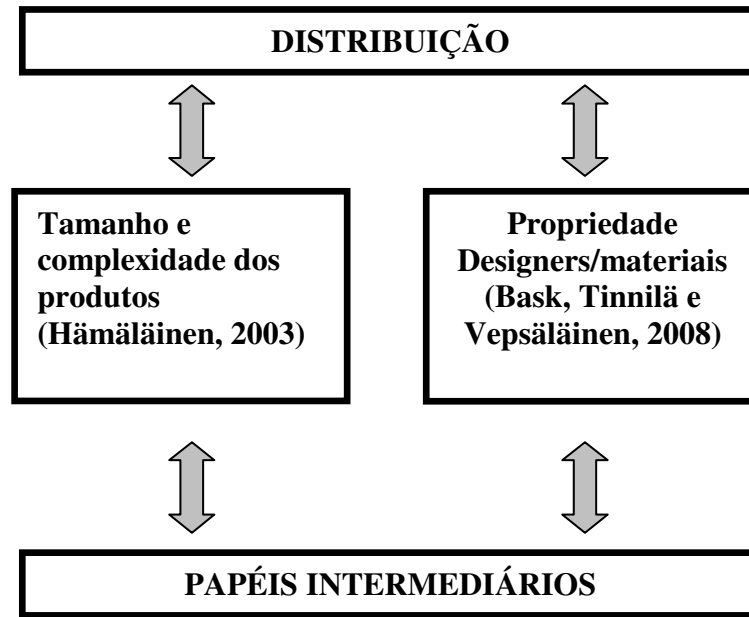 DISTRIBUIÇÃO
Tamanho e
complexidade dos
produtos
(Hämäläinen, 2003)
Propriedade
Designers/materiais
(Bask, Tinnilä e
Vepsäläinen, 2008)
PAPÉIS INTERMEDIÁRIOS